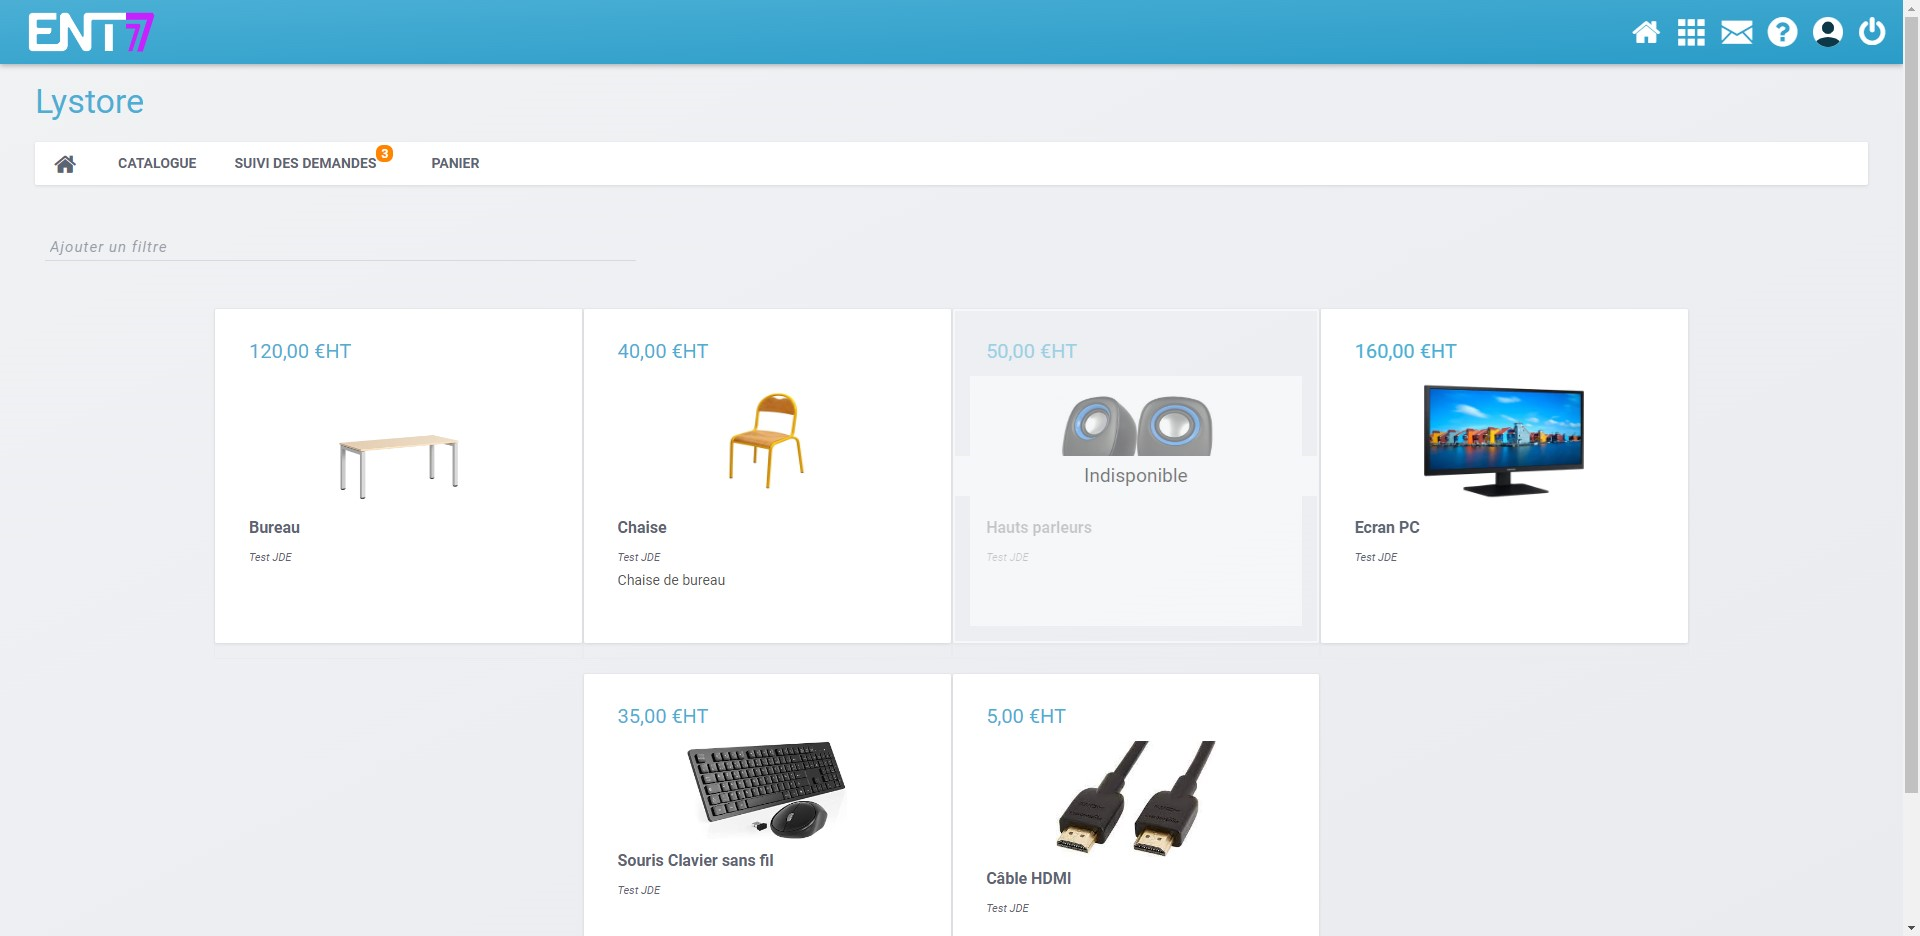 ENT77
Lystore
CATALOGUE
SUIVI DES DEMANDES 3
PANIER
Ajouter un filtre
120,00 €HT
Bureau
Test JDE
40,00 €HT
Chaise
Test JDE
Chaise de bureau
50,00 €HT
Indisponible
Hauts parleurs
Test JDE
160,00 €HT
Ecran PC
Test JDE
35,00 €HT
Souris Clavier sans fil
Test JDE
5,00 €HT
Câble HDMI
Test JDE